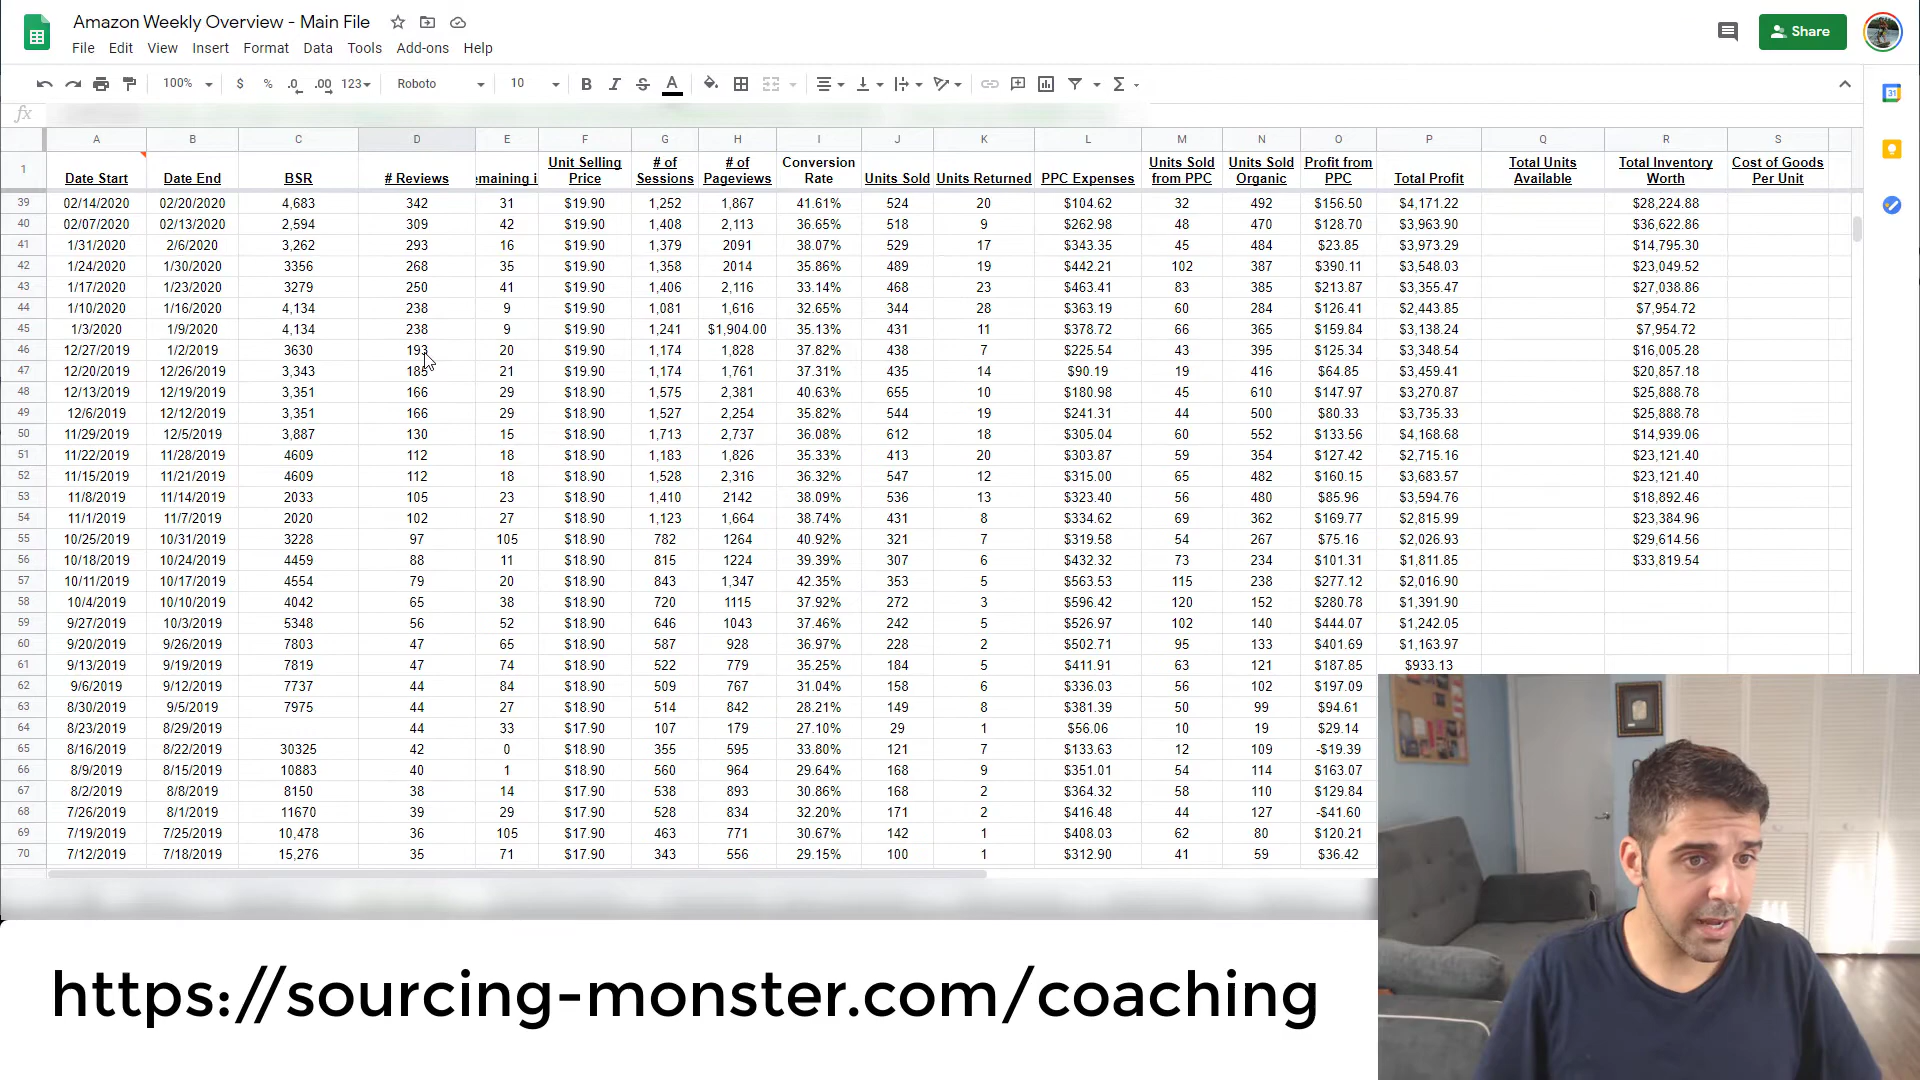 Amazon Weekly Overview - Main File
File Edit View Insert Format Data Tools Add-ons Help
Share
100% $ % .0 .00 123 Roboto 10 B I S A Σ
31
fx
A B C D E F G H I J K L M N O P Q R S
1 Date Start Date End BSR # Reviews emaining i Unit Selling Price # of Sessions # of Pageviews Conversion Rate Units Sold Units Returned PPC Expenses Units Sold from PPC Units Sold Organic Profit from PPC Total Profit Total Units Available Total Inventory Worth Cost of Goods Per Unit
39 02/14/2020 02/20/2020 4,683 342 31 $19.90 1,252 1,867 41.61% 524 20 $104.62 32 492 $156.50 $4,171.22 $28,224.88
40 02/07/2020 02/13/2020 2,594 309 42 $19.90 1,408 2,113 36.65% 518 9 $262.98 48 470 $128.70 $3,963.90 $36,622.86
41 1/31/2020 2/6/2020 3,262 293 16 $19.90 1,379 2091 38.07% 529 17 $343.35 45 484 $23.85 $3,973.29 $14,795.30
42 1/24/2020 1/30/2020 3356 268 35 $19.90 1,358 2014 35.86% 489 19 $442.21 102 387 $390.11 $3,548.03 $23,049.52
43 1/17/2020 1/23/2020 3279 250 41 $19.90 1,406 2,116 33.14% 468 23 $463.41 83 385 $213.87 $3,355.47 $27,038.86
44 1/10/2020 1/16/2020 4,134 238 9 $19.90 1,081 1,616 32.65% 344 28 $363.19 60 284 $126.41 $2,443.85 $7,954.72
45 1/3/2020 1/9/2020 4,134 238 9 $19.90 1,241 $1,904.00 35.13% 431 11 $378.72 66 365 $159.84 $3,138.24 $7,954.72
46 12/27/2019 1/2/2019 3630 193 20 $19.90 1,174 1,828 37.82% 438 7 $225.54 43 395 $125.34 $3,348.54 $16,005.28
47 12/20/2019 12/26/2019 3,343 185 21 $19.90 1,174 1,761 37.31% 435 14 $90.19 19 416 $64.85 $3,459.41 $20,857.18
48 12/13/2019 12/19/2019 3,351 166 29 $18.90 1,575 2,381 40.63% 655 10 $180.98 45 610 $147.97 $3,270.87 $25,888.78
49 12/6/2019 12/12/2019 3,351 166 29 $18.90 1,527 2,254 35.82% 544 19 $241.31 44 500 $80.33 $3,735.33 $25,888.78
50 11/29/2019 12/5/2019 3,887 130 15 $18.90 1,713 2,737 36.08% 612 18 $305.04 60 552 $133.56 $4,168.68 $14,939.06
51 11/22/2019 11/28/2019 4609 112 18 $18.90 1,183 1,826 35.33% 413 20 $303.87 59 354 $127.42 $2,715.16 $23,121.40
52 11/15/2019 11/21/2019 4609 112 18 $18.90 1,528 2,316 36.32% 547 12 $315.00 65 482 $160.15 $3,683.57 $23,121.40
53 11/8/2019 11/14/2019 2033 105 23 $18.90 1,410 2142 38.09% 536 13 $323.40 56 480 $85.96 $3,594.76 $18,892.46
54 11/1/2019 11/7/2019 2020 102 27 $18.90 1,123 1,664 38.74% 431 8 $334.62 69 362 $169.77 $2,815.99 $23,384.96
55 10/25/2019 10/31/2019 3228 97 105 $18.90 782 1264 40.92% 321 7 $319.58 54 267 $75.16 $2,026.93 $29,614.56
56 10/18/2019 10/24/2019 4459 88 11 $18.90 815 1224 39.39% 307 6 $432.32 73 234 $101.31 $1,811.85 $33,819.54
57 10/11/2019 10/17/2019 4554 79 20 $18.90 843 1,347 42.35% 353 5 $563.53 115 238 $277.12 $2,016.90
58 10/4/2019 10/10/2019 4042 65 38 $18.90 720 1115 37.92% 272 3 $596.42 120 152 $280.78 $1,391.90
59 9/27/2019 10/3/2019 5348 56 52 $18.90 646 1043 37.46% 242 5 $526.97 102 140 $444.07 $1,242.05
60 9/20/2019 9/26/2019 7803 47 65 $18.90 587 928 36.97% 228 2 $502.71 95 133 $401.69 $1,163.97
61 9/13/2019 9/19/2019 7819 47 74 $18.90 522 779 35.25% 184 5 $411.91 63 121 $187.85 $933.13
62 9/6/2019 9/12/2019 7737 44 84 $18.90 509 767 31.04% 158 6 $336.03 56 102 $197.09
63 8/30/2019 9/5/2019 7975 44 27 $18.90 514 842 28.21% 149 8 $381.39 50 99 $94.61
64 8/23/2019 8/29/2019 44 33 $17.90 107 179 27.10% 29 1 $56.06 10 19 $29.14
65 8/16/2019 8/22/2019 30325 42 0 $18.90 355 595 33.80% 121 7 $133.63 12 109 -$19.39
66 8/9/2019 8/15/2019 10883 40 1 $18.90 560 964 29.64% 168 9 $351.01 54 114 $163.07
67 8/2/2019 8/8/2019 8150 38 14 $17.90 538 893 30.86% 168 2 $364.32 58 110 $129.84
68 7/26/2019 8/1/2019 11670 39 29 $17.90 528 834 32.20% 171 2 $416.48 44 127 -$41.60
69 7/19/2019 7/25/2019 10,478 36 105 $17.90 463 771 30.67% 142 1 $408.03 62 80 $120.21
70 7/12/2019 7/18/2019 15,276 35 71 $17.90 343 556 29.15% 100 1 $312.90 41 59 $36.42
https://sourcing-monster.com/coaching